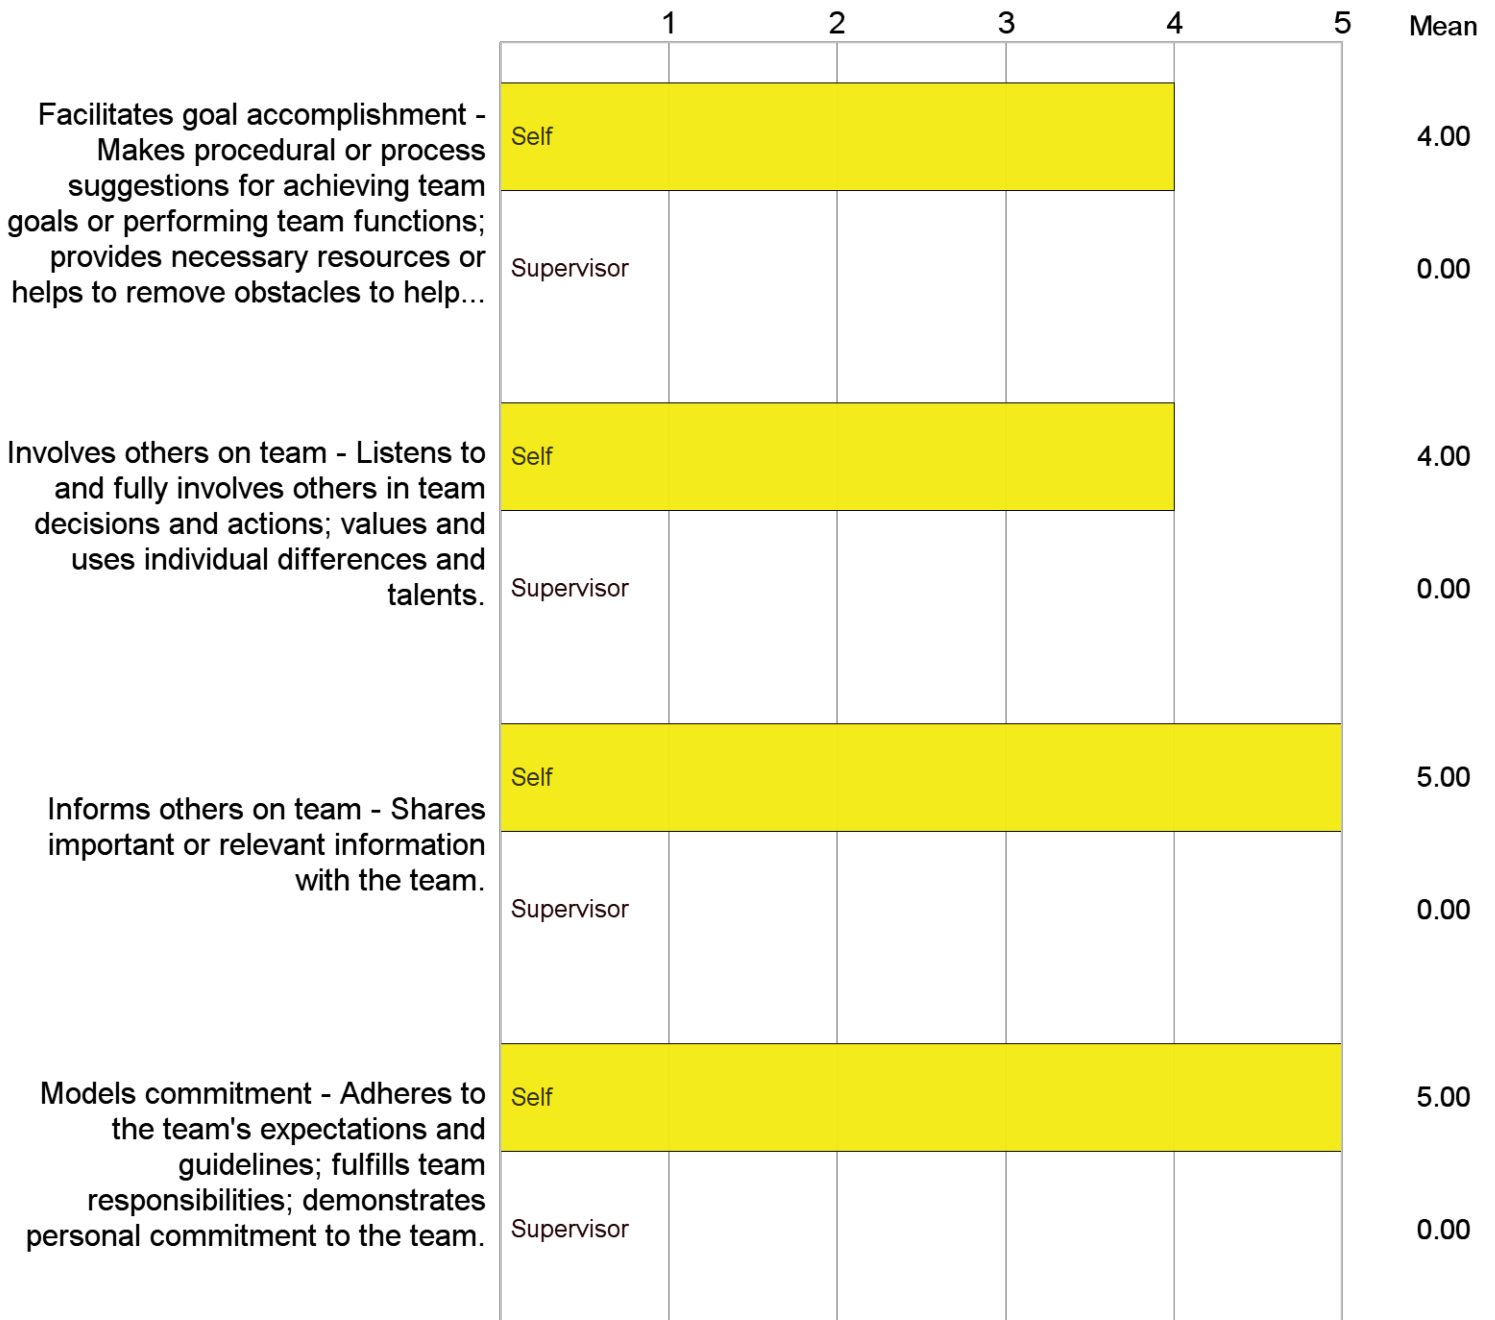 1 2 3 4 5 Mean
Facilitates goal accomplishment -
Makes procedural or process
suggestions for achieving team
goals or performing team functions;
provides necessary resources or
helps to remove obstacles to help...
Self 4.00
Supervisor 0.00
Involves others on team - Listens to
and fully involves others in team
decisions and actions; values and
uses individual differences and
talents.
Self 4.00
Supervisor 0.00
Informs others on team - Shares
important or relevant information
with the team.
Self 5.00
Supervisor 0.00
Models commitment - Adheres to
the team's expectations and
guidelines; fulfills team
responsibilities; demonstrates
personal commitment to the team.
Self 5.00
Supervisor 0.00